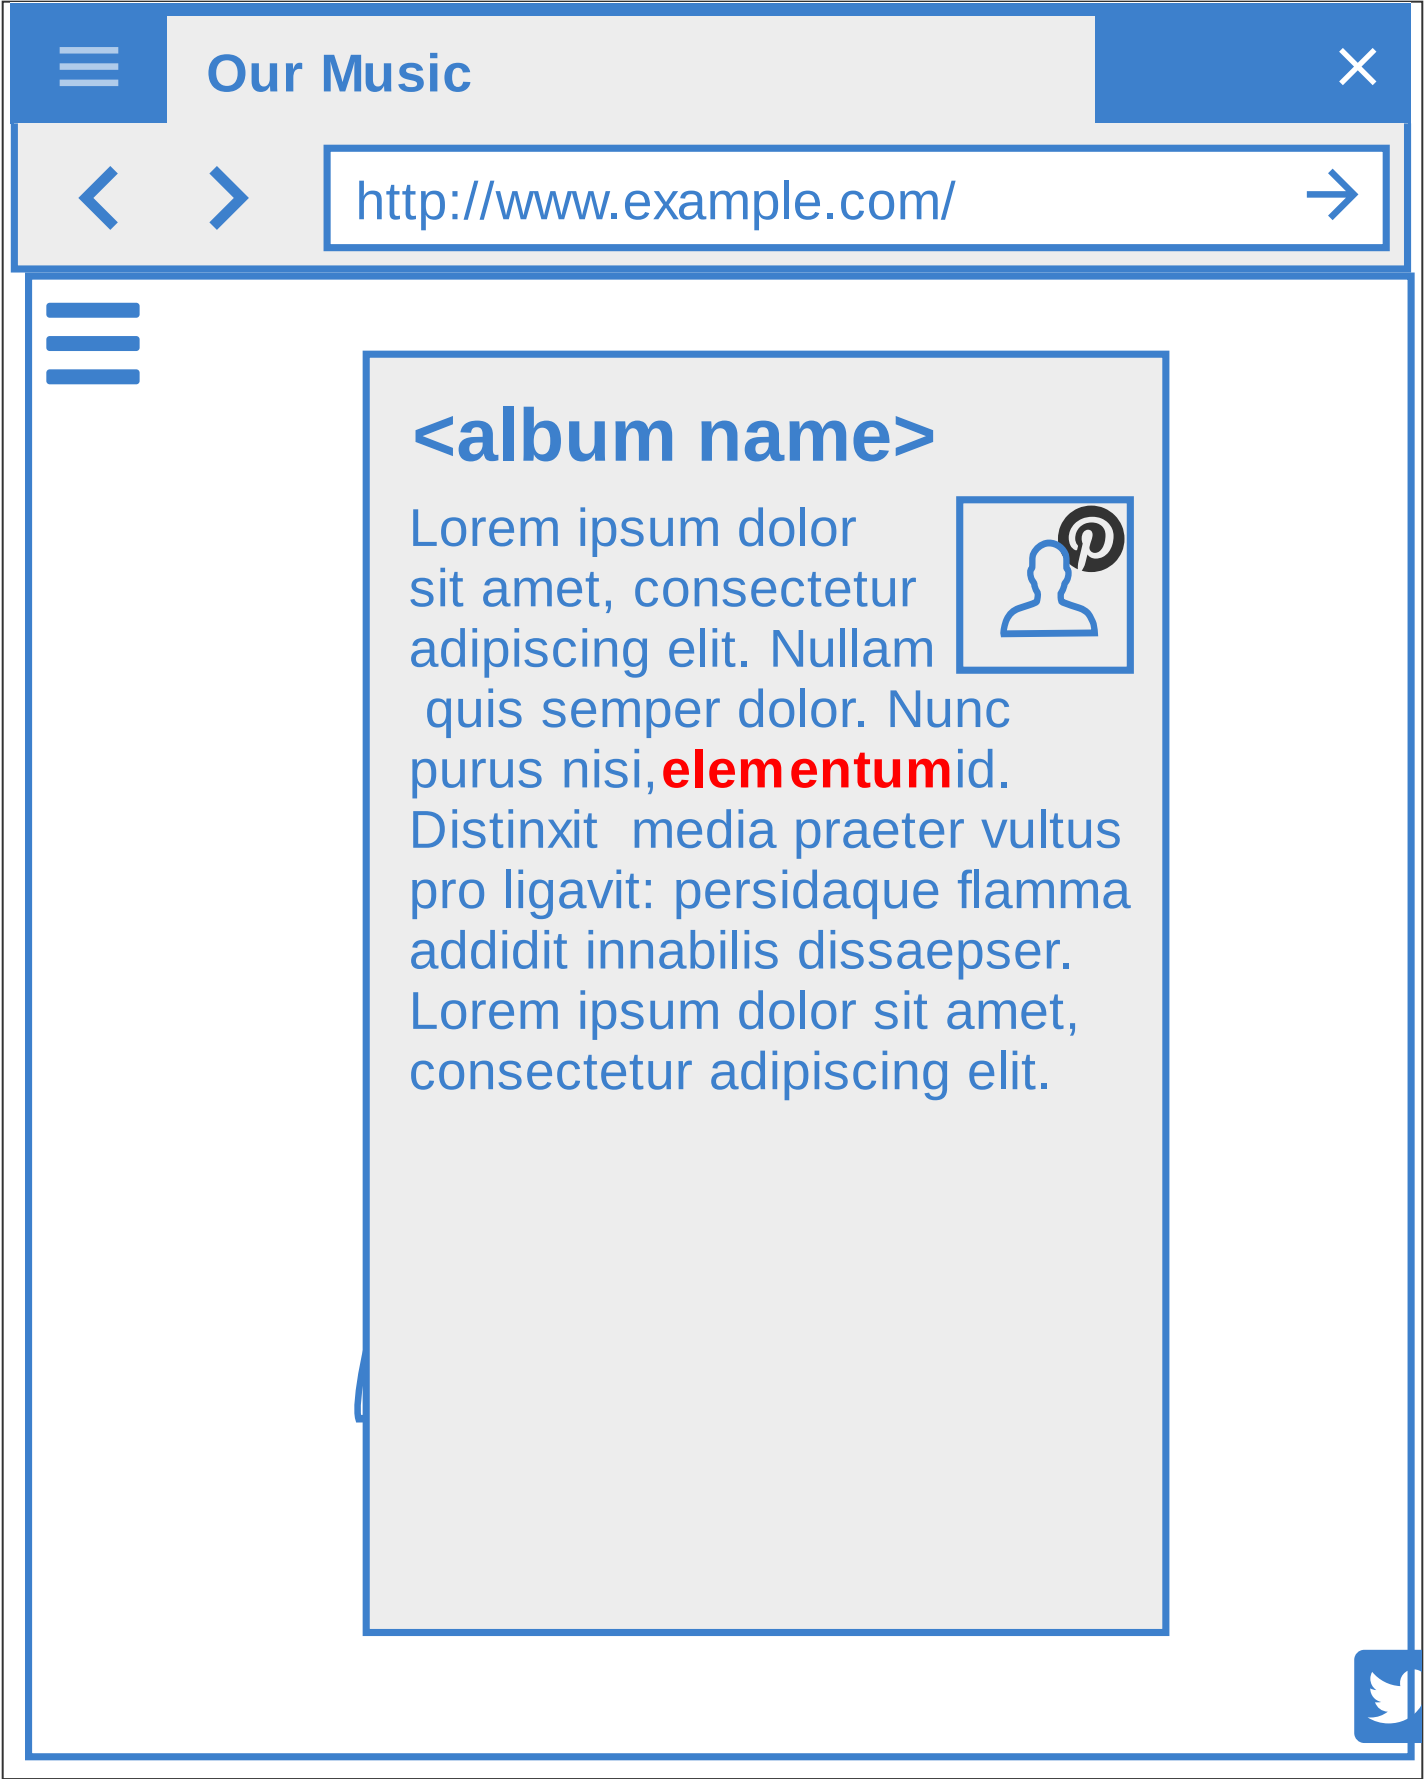 Our Music
http://www.example.com/
<album name>
Lorem ipsum dolor
sit amet, consectetur
adipiscing elit. Nullam
quis semper dolor. Nunc
purus nisi,elementumid.
Distinxit media praeter vultus
pro ligavit: persidaque flamma
addidit innabilis dissaepser.
Lorem ipsum dolor sit amet,
consectetur adipiscing elit.